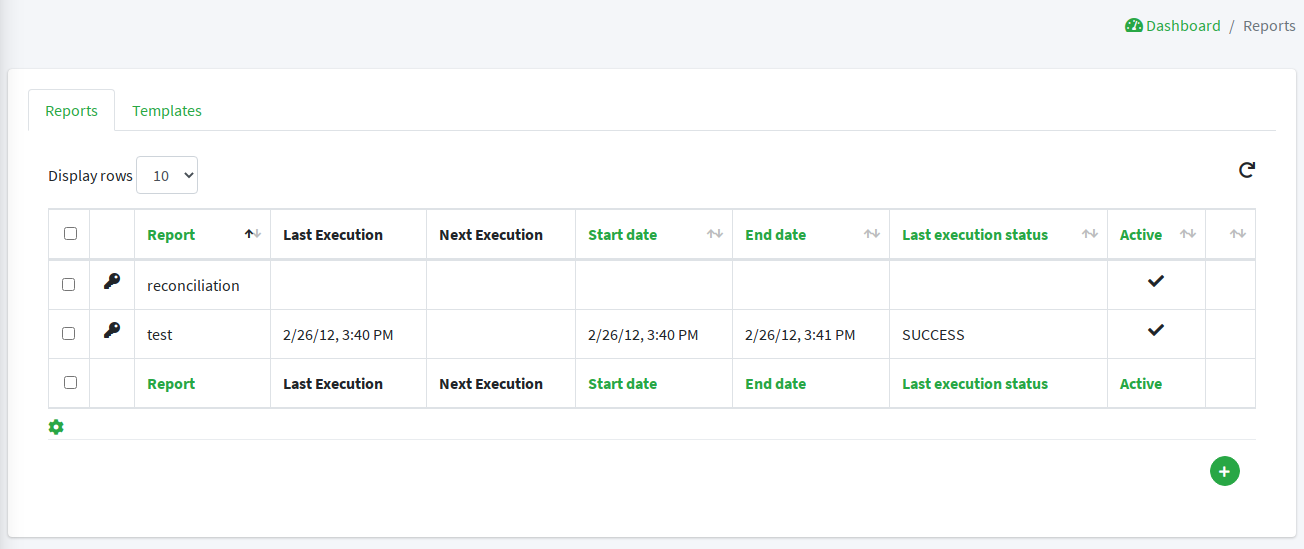 Dashboard / Reports
Reports Templates
Display rows 10
Report Last Execution Next Execution Start date End date Last execution status Active
reconciliation
test 2/26/12, 3:40 PM 2/26/12, 3:40 PM 2/26/12, 3:41 PM SUCCESS
Report Last Execution Next Execution Start date End date Last execution status Active